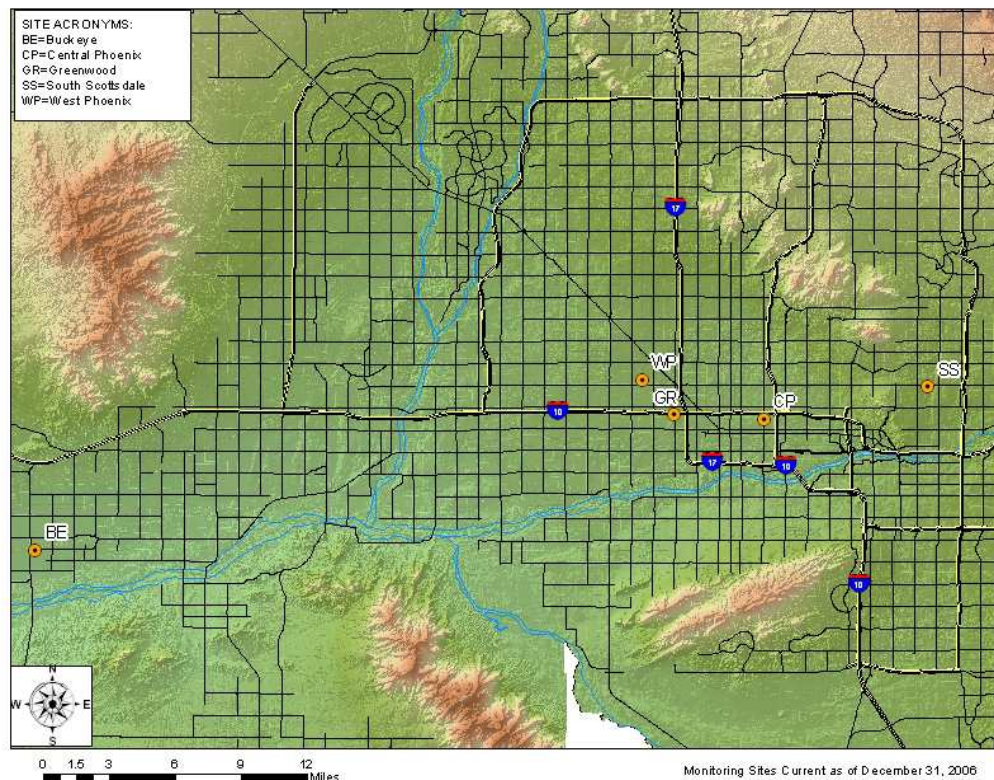 SITE ACRONYMS:
BE=Buckeye
CP=Central Phoenix
GR=Greenwood
SS=South Scottsdale
WP=West Phoenix
17
WP
SS
GR
CP
10
17
10
BE
10
N
W E
S
0 1.5 3 6 9 12
Miles
Monitoring Sites Current as of December 31, 2006